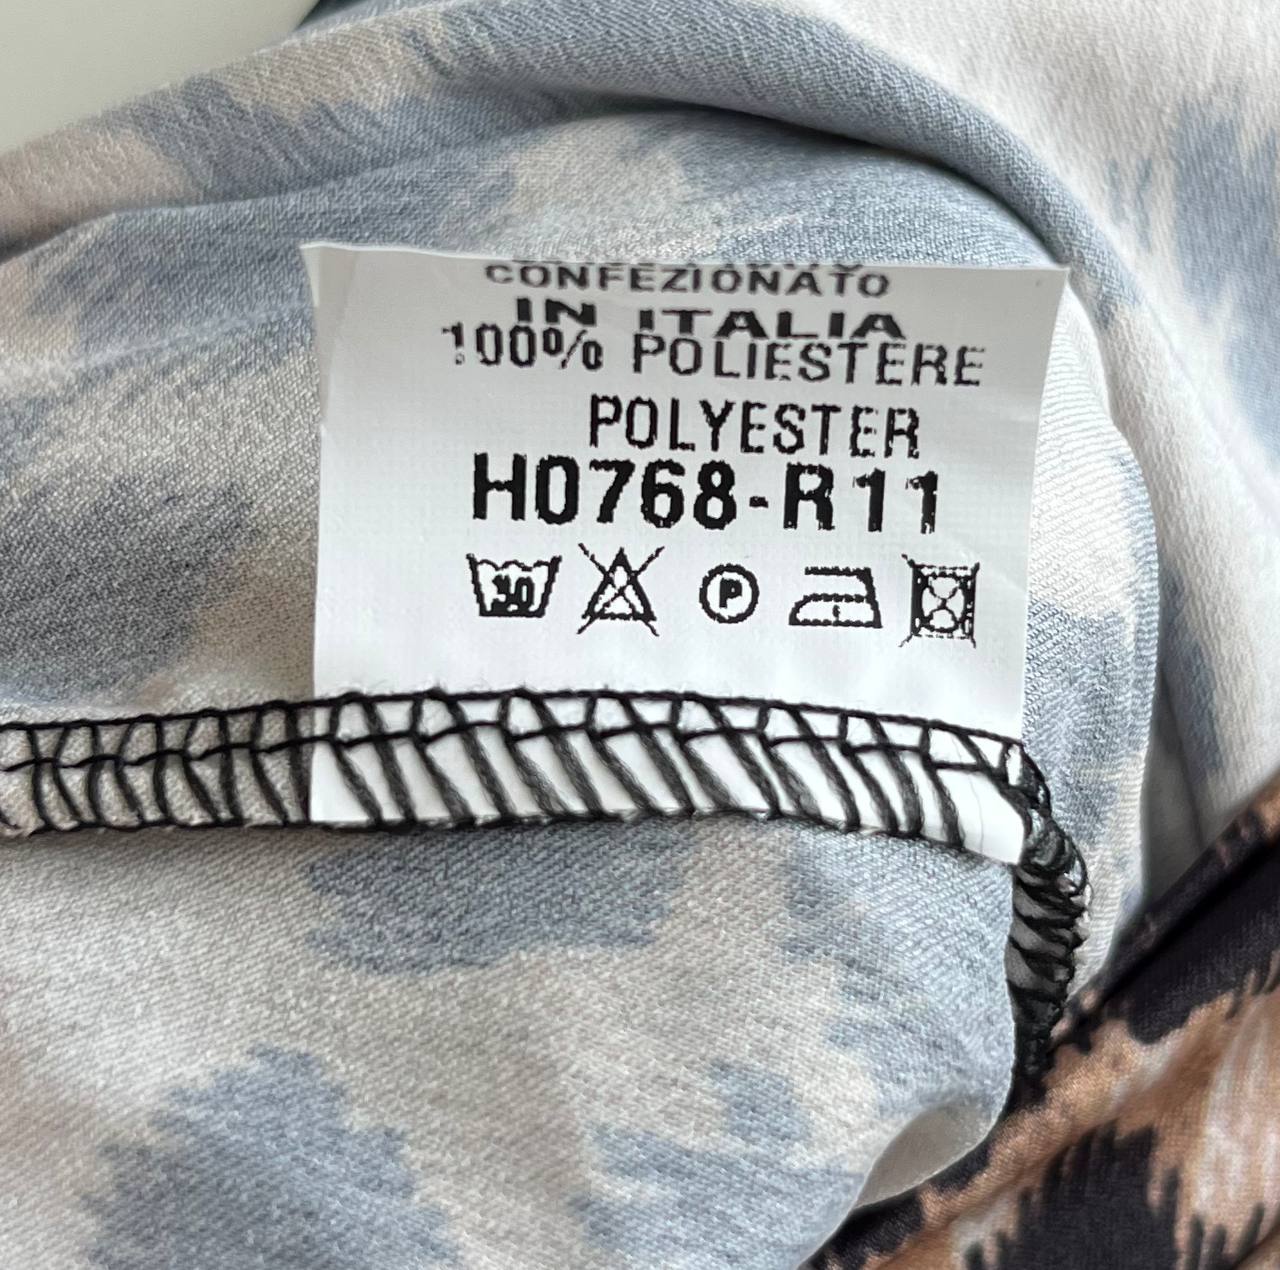 CONFEZIONATO
IN ITALIA
100% POLIESTERE
POLYESTER
H0768-R11
30
P